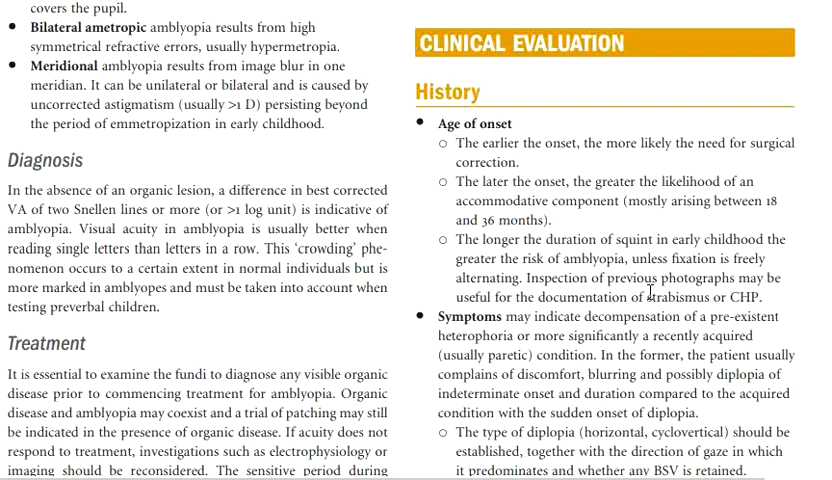 covers the pupil.
● Bilateral ametropic amblyopia results from high
symmetrical refractive errors, usually hypermetropia.
● Meridional amblyopia results from image blur in one
meridian. It can be unilateral or bilateral and is caused by
uncorrected astigmatism (usually >1 D) persisting beyond
the period of emmetropization in early childhood.
Diagnosis
In the absence of an organic lesion, a difference in best corrected
VA of two Snellen lines or more (or >1 log unit) is indicative of
amblyopia. Visual acuity in amblyopia is usually better when
reading single letters than letters in a row. This ‘crowding’ phe-
nomenon occurs to a certain extent in normal individuals but is
more marked in amblyopes and must be taken into account when
testing preverbal children.
Treatment
It is essential to examine the fundi to diagnose any visible organic
disease prior to commencing treatment for amblyopia. Organic
disease and amblyopia may coexist and a trial of patching may still
be indicated in the presence of organic disease. If acuity does not
respond to treatment, investigations such as electrophysiology or
imaging should be reconsidered. The sensitive period during
CLINICAL EVALUATION
History
● Age of onset
○ The earlier the onset, the more likely the need for surgical
correction.
○ The later the onset, the greater the likelihood of an
accommodative component (mostly arising between 18
and 36 months).
○ The longer the duration of squint in early childhood the
greater the risk of amblyopia, unless fixation is freely
alternating. Inspection of previous photographs may be
useful for the documentation of strabismus or CHP.
● Symptoms may indicate decompensation of a pre-existent
heterophoria or more significantly a recently acquired
(usually paretic) condition. In the former, the patient usually
complains of discomfort, blurring and possibly diplopia of
indeterminate onset and duration compared to the acquired
condition with the sudden onset of diplopia.
○ The type of diplopia (horizontal, cyclovertical) should be
established, together with the direction of gaze in which
it predominates and whether any BSV is retained.